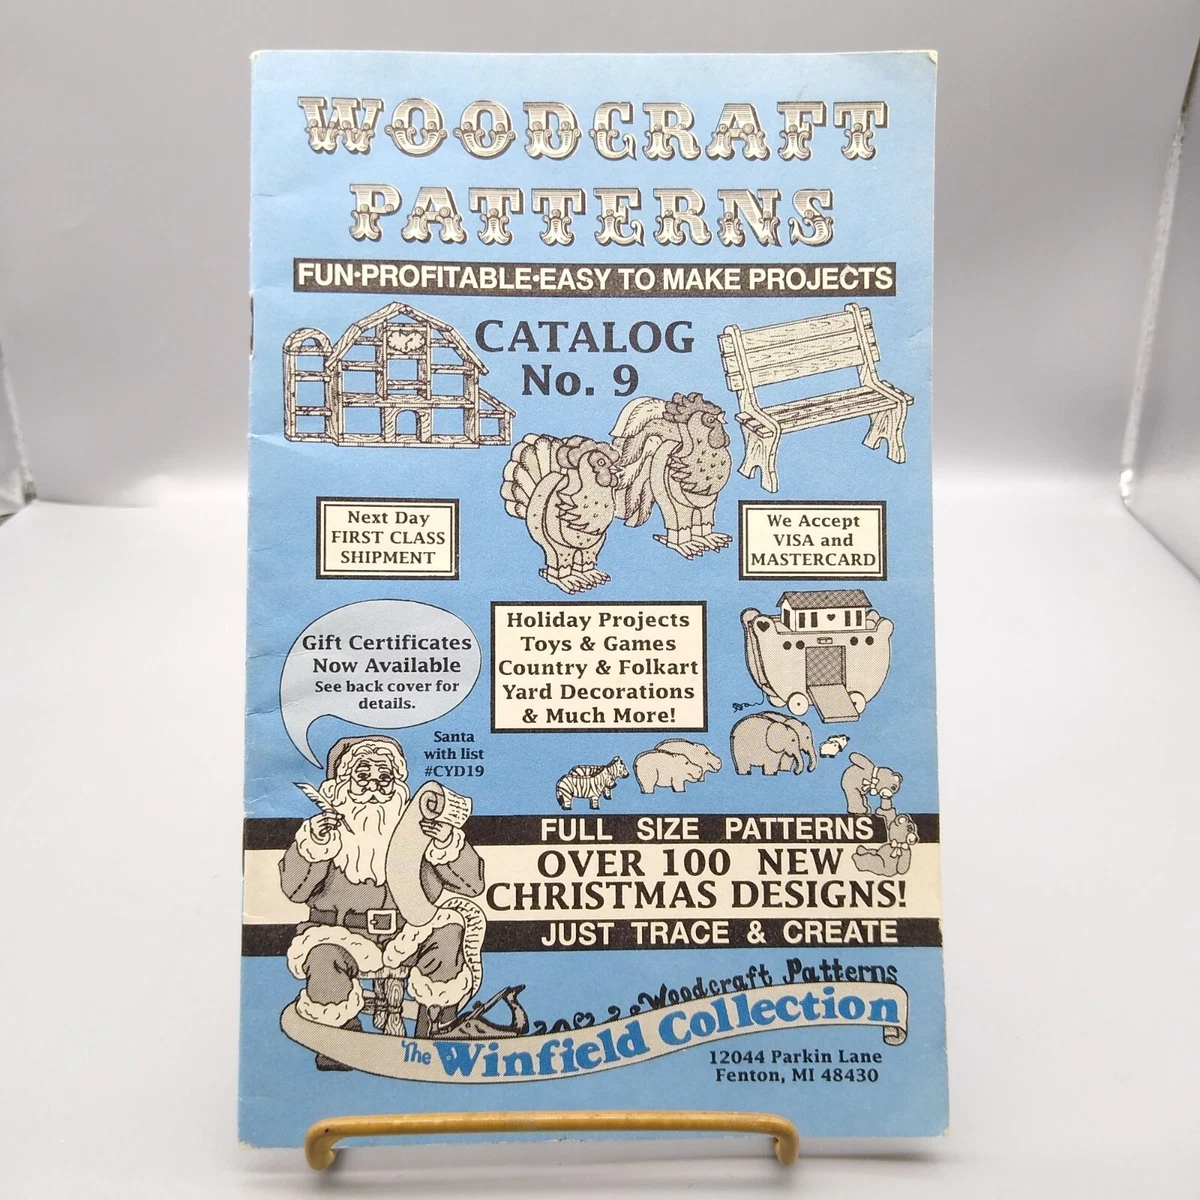 WOODCRAFT
PATTERNS
FUN•PROFITABLE•EASY TO MAKE PROJECTS
CATALOG
No. 9
Next Day
FIRST CLASS
SHIPMENT
We Accept
VISA and
MASTERCARD
Gift Certificates
Now Available
See back cover for
details.
Holiday Projects
Toys & Games
Country & Folkart
Yard Decorations
& Much More!
Santa
with list
#CYD19
FULL SIZE PATTERNS
OVER 100 NEW
CHRISTMAS DESIGNS!
JUST TRACE & CREATE
Woodcraft Patterns
The Winfield Collection
12044 Parkin Lane
Fenton, MI 48430